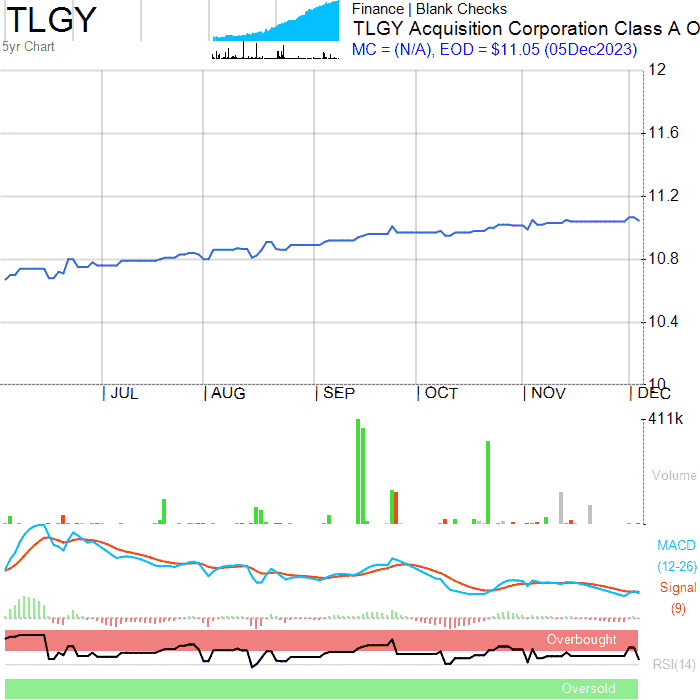 TLGY
5yr Chart
Finance | Blank Checks
TLGY Acquisition Corporation Class A O
MC = (N/A), EOD = $11.05 (05Dec2023)
12
11.6
11.2
10.8
10.4
10
| JUL | AUG | SEP | OCT | NOV | DEC
411k
Volume
MACD
(12-26)
Signal
(9)
Overbought
RSI(14)
Oversold